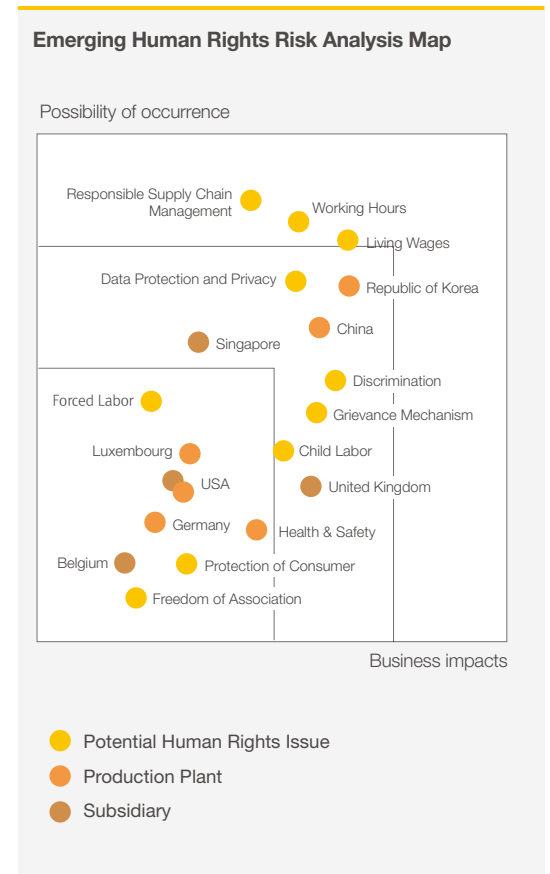 Emerging Human Rights Risk Analysis Map
Possibility of occurrence
Responsible Supply Chain
Management
Working Hours
Living Wages
Data Protection and Privacy
Republic of Korea
China
Singapore
Discrimination
Forced Labor
Grievance Mechanism
Luxembourg
Child Labor
USA
United Kingdom
Germany
Health & Safety
Belgium
Protection of Consumer
Freedom of Association
Business impacts
Potential Human Rights Issue
Production Plant
Subsidiary